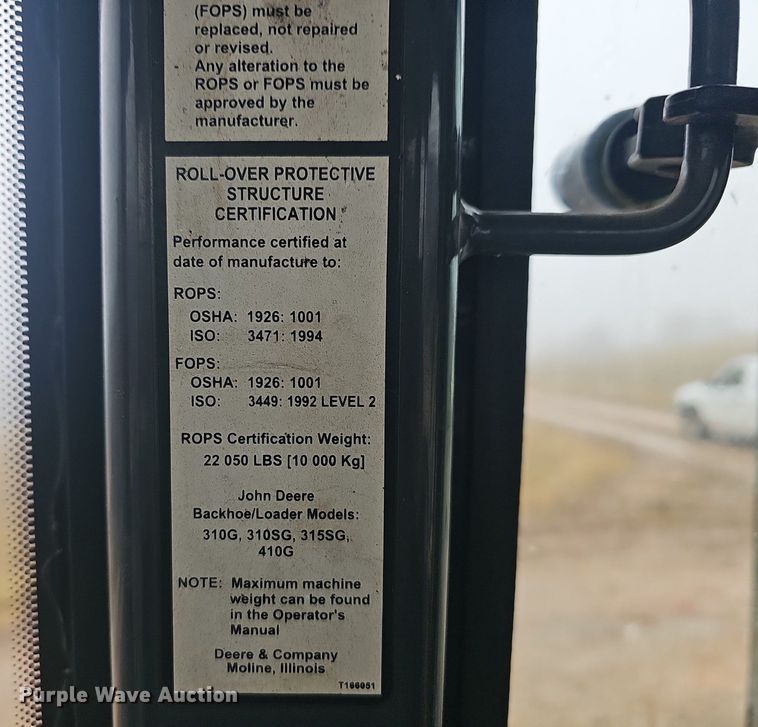 (FOPS) must be
replaced, not repaired
or revised.
Any alteration to the
ROPS or FOPS must be
approved by the
manufacturer.
ROLL-OVER PROTECTIVE
STRUCTURE
CERTIFICATION
Performance certified at
date of manufacture to:
ROPS:
OSHA: 1926: 1001
ISO: 3471: 1994
FOPS:
OSHA: 1926: 1001
ISO: 3449: 1992 LEVEL 2
ROPS Certification Weight:
22 050 LBS [10 000 Kg]
John Deere
Backhoe/Loader Models:
310G, 310SG, 315SG,
410G
NOTE: Maximum machine
weight can be found
in the Operator's
Manual
Deere & Company
Moline, Illinois
T166051
Purple Wave Auction